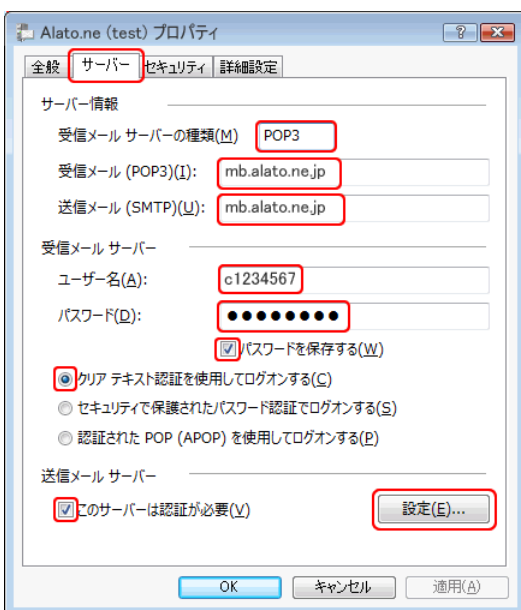 Alato.ne (test) プロパティ
全般 サーバー セキュリティ 詳細設定
サーバー情報
受信メール サーバーの種類(M) POP3
受信メール (POP3)(I): mb.alato.ne.jp
送信メール (SMTP)(U): mb.alato.ne.jp
受信メール サーバー
ユーザー名(A): c1234567
パスワード(D): ●●●●●●●●
パスワードを保存する(W)
クリア テキスト認証を使用してログオンする(C)
セキュリティで保護されたパスワード認証でログオンする(S)
認証された POP (APOP) を使用してログオンする(P)
送信メール サーバー
このサーバーは認証が必要(V) 設定(E)...
OK キャンセル 適用(A)